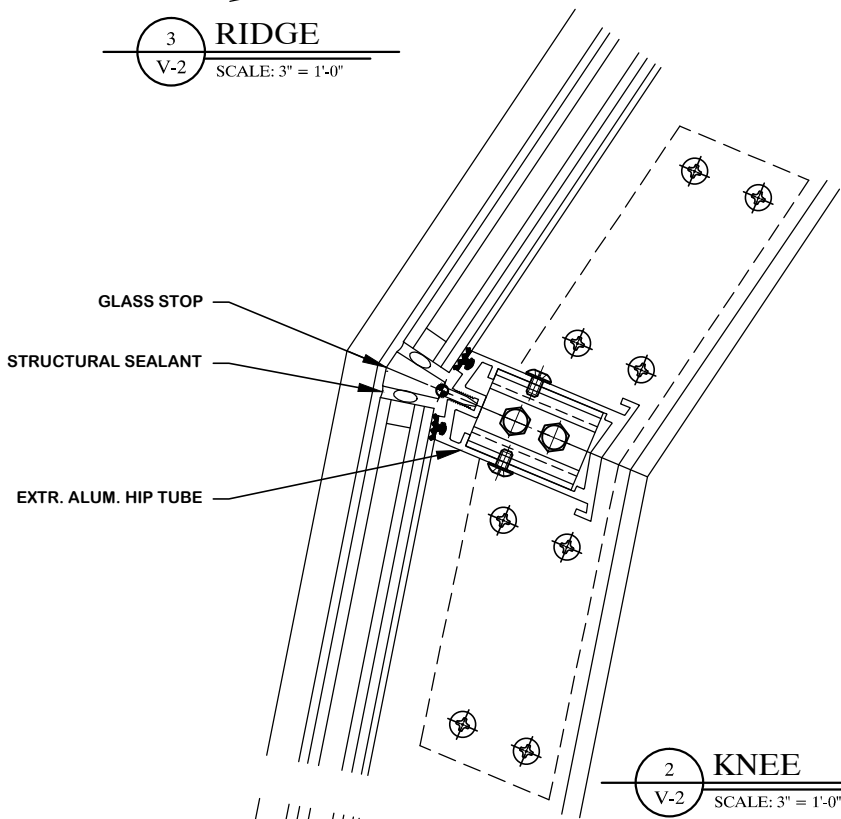 3
V-2
RIDGE
SCALE: 3" = 1'-0"
GLASS STOP
STRUCTURAL SEALANT
EXTR. ALUM. HIP TUBE
2
V-2
KNEE
SCALE: 3" = 1'-0"